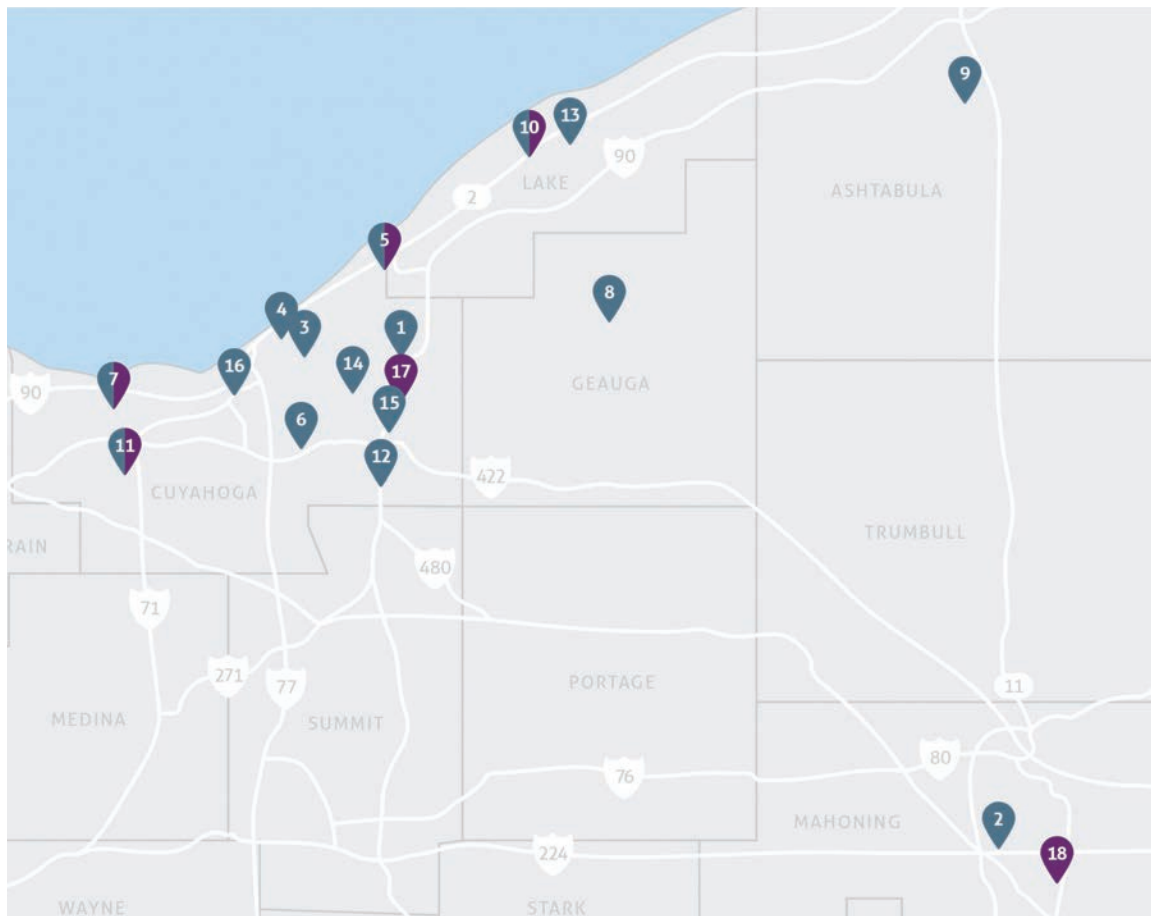 9
13
10
90
LAKE
ASHTABULA
2
5
8
4
3
1
16
14
17
7
GEAUGA
90
15
6
11
12
422
CUYAHOGA
TRUMBULL
RAIN
480
71
271
77
PORTAGE
11
MEDINA
SUMMIT
80
76
2
MAHONING
224
18
WAYNE
STARK